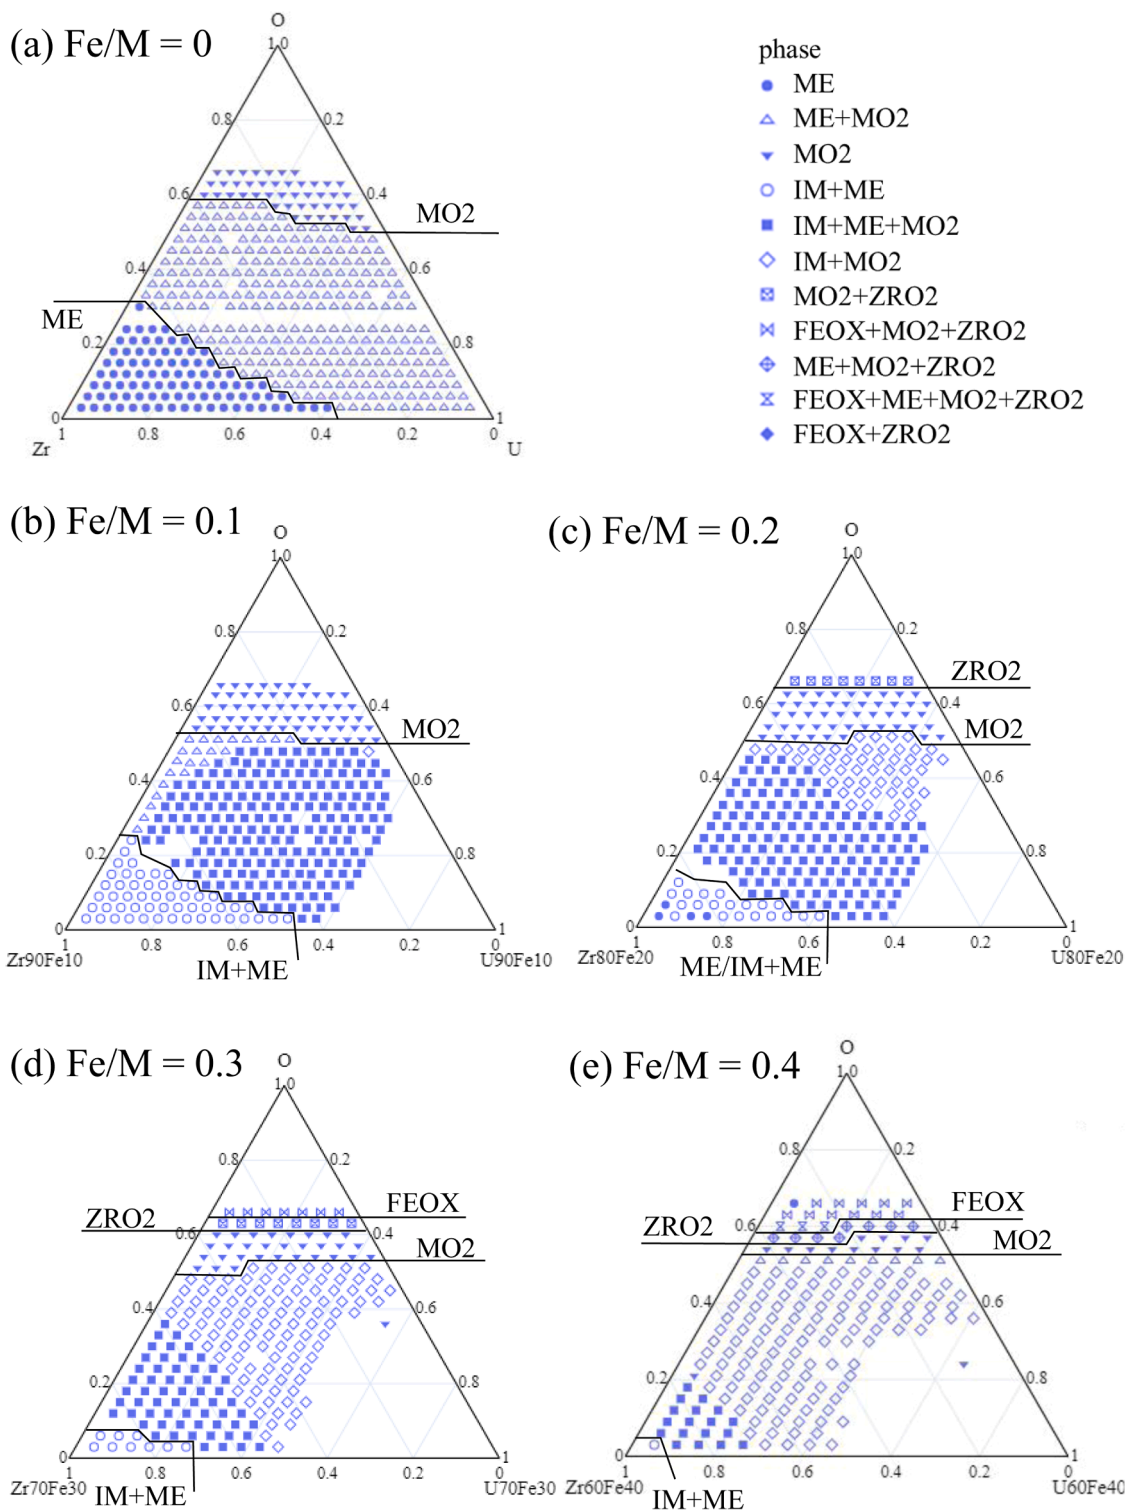 (a) Fe/M = 0
O
1.0
0.8
0.2
0.6
0.4
MO2
0.4
0.6
ME
0.2
0.8
0
1
1
0.8
0.6
0.4
0.2
0
Zr
U
phase
ME
ME+MO2
MO2
IM+ME
IM+ME+MO2
IM+MO2
MO2+ZRO2
FEOX+MO2+ZRO2
ME+MO2+ZRO2
FEOX+ME+MO2+ZRO2
FEOX+ZRO2
(b) Fe/M = 0.1
O
1.0
0.8
0.2
0.6
0.4
MO2
0.4
0.6
0.2
0.8
0
1
1
0.8
0.6
0.4
0.2
0
Zr90Fe10
U90Fe10
IM+ME
(c) Fe/M = 0.2
O
1.0
0.8
0.2
ZRO2
0.6
0.4
MO2
0.4
0.6
0.2
0.8
0
1
1
0.8
0.6
0.4
0.2
0
Zr80Fe20
U80Fe20
ME/IM+ME
(d) Fe/M = 0.3
O
1.0
0.8
0.2
FEOX
ZRO2
0.6
0.4
MO2
0.4
0.6
0.2
0.8
0
1
1
0.8
0.6
0.4
0.2
0
Zr70Fe30
U70Fe30
IM+ME
(e) Fe/M = 0.4
O
1.0
0.8
0.2
FEOX
ZRO2
0.6
0.4
MO2
0.4
0.6
0.2
0.8
0
1
1
0.8
0.6
0.4
0.2
0
Zr60Fe40
U60Fe40
IM+ME